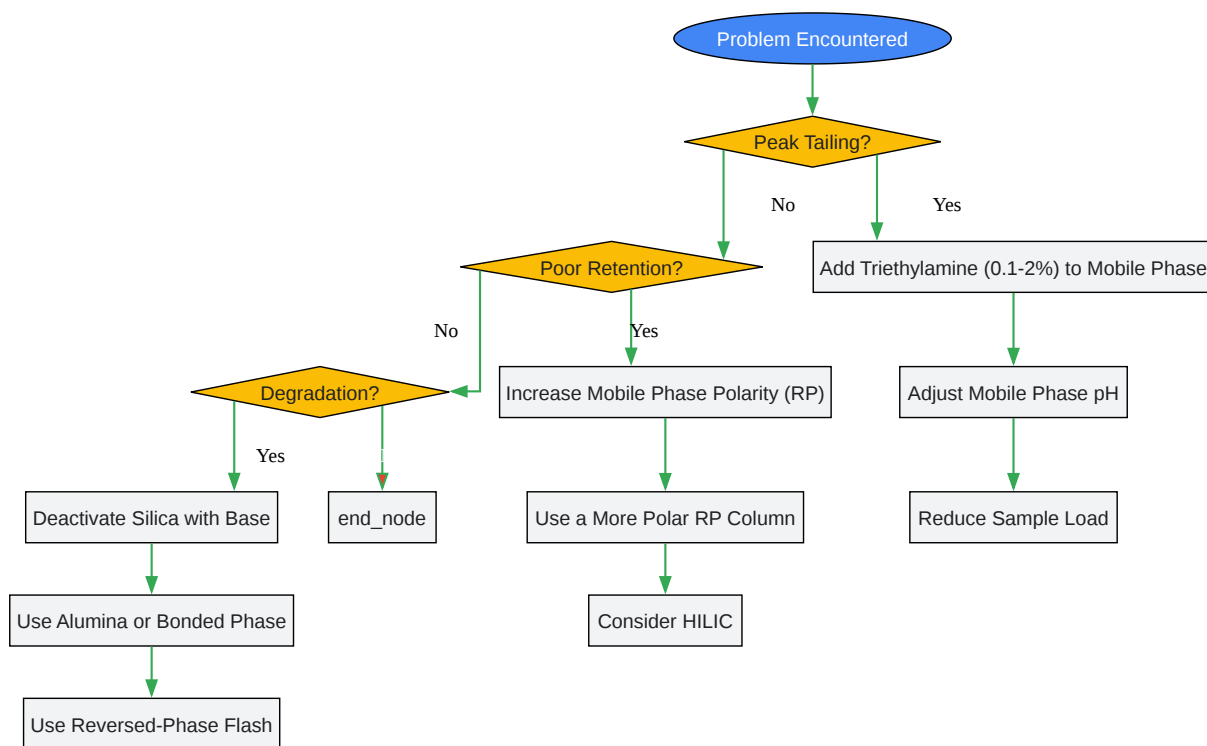 Problem Encountered
Peak Tailing?
No
Yes
Poor Retention?
Add Triethylamine (0.1-2%) to Mobile Phase
No
Yes
Degradation?
Increase Mobile Phase Polarity (RP)
Adjust Mobile Phase pH
Yes
Deactivate Silica with Base
end_node
Use a More Polar RP Column
Reduce Sample Load
Use Alumina or Bonded Phase
Consider HILIC
Use Reversed-Phase Flash